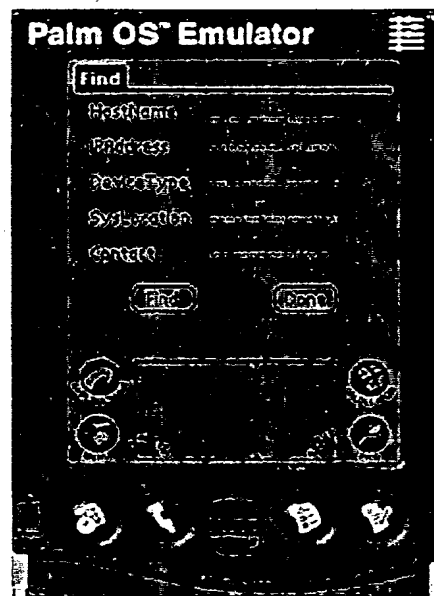 Palm OS™ Emulator
Find
HostName
IPAddress
DeviceType
SysLocation
Contact
Find Done